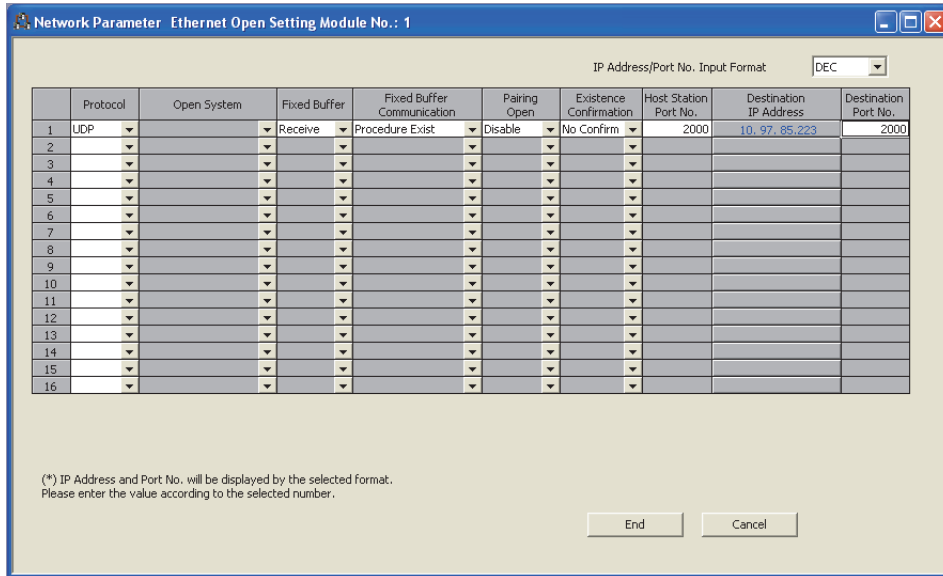 Network Parameter Ethernet Open Setting Module No.: 1
IP Address/Port No. Input Format DEC
Protocol Open System Fixed Buffer Fixed Buffer Communication Pairing Open Existence Confirmation Host Station Port No. Destination IP Address Destination Port No.
1 UDP Receive Procedure Exist Disable No Confirm 2000 10. 97. 85.223 2000
2
3
4
5
6
7
8
9
10
11
12
13
14
15
16
(*) IP Address and Port No. will be displayed by the selected format.
Please enter the value according to the selected number.
End Cancel